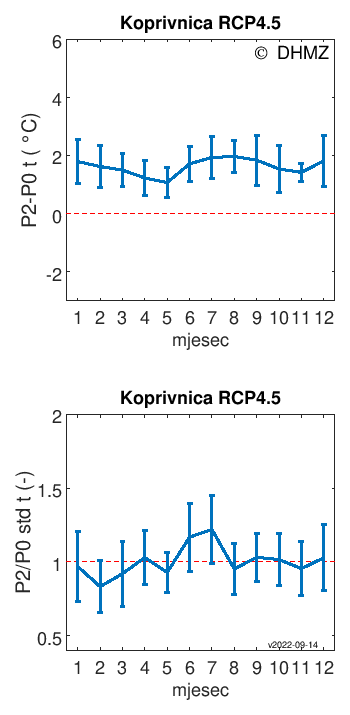 Koprivnica RCP4.5
© DHMZ
P2-P0 t ( °C)
6
4
2
0
-2
1 2 3 4 5 6 7 8 9 10 11 12
mjesec
Koprivnica RCP4.5
P2/P0 std t (-)
2
1.5
1
0.5
v2022-09-14
1 2 3 4 5 6 7 8 9 10 11 12
mjesec